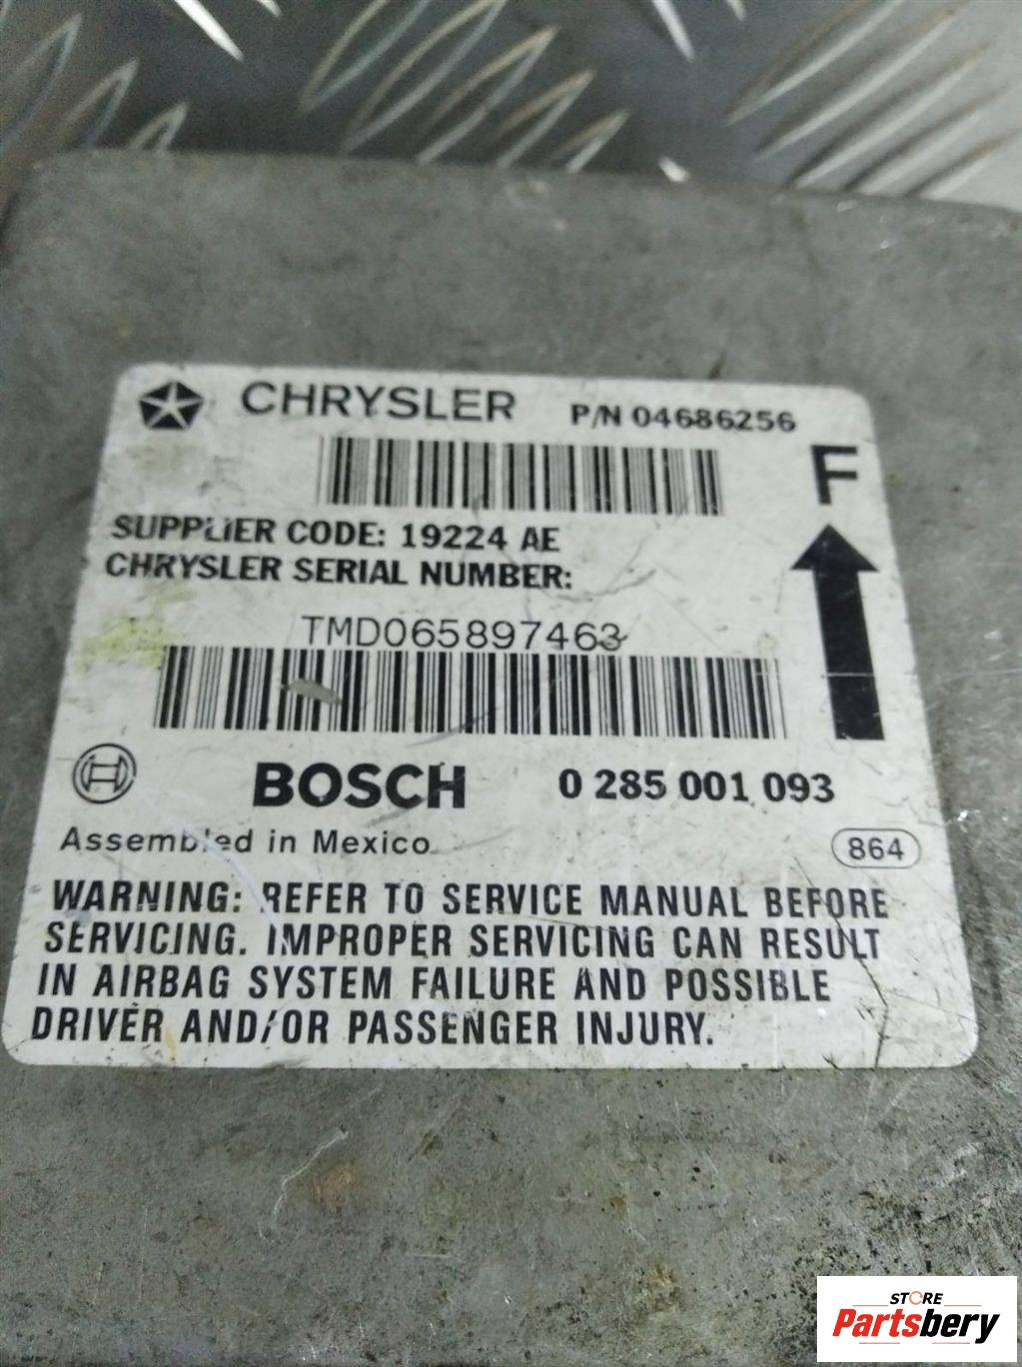 CHRYSLER P/N 04686256
F
SUPPLIER CODE: 19224 AE
CHRYSLER SERIAL NUMBER:
TMD065897463
BOSCH 0 285 001 093
Assembled in Mexico
864
WARNING: REFER TO SERVICE MANUAL BEFORE
SERVICING. IMPROPER SERVICING CAN RESULT
IN AIRBAG SYSTEM FAILURE AND POSSIBLE
DRIVER AND/OR PASSENGER INJURY.
STORE
Partsbery